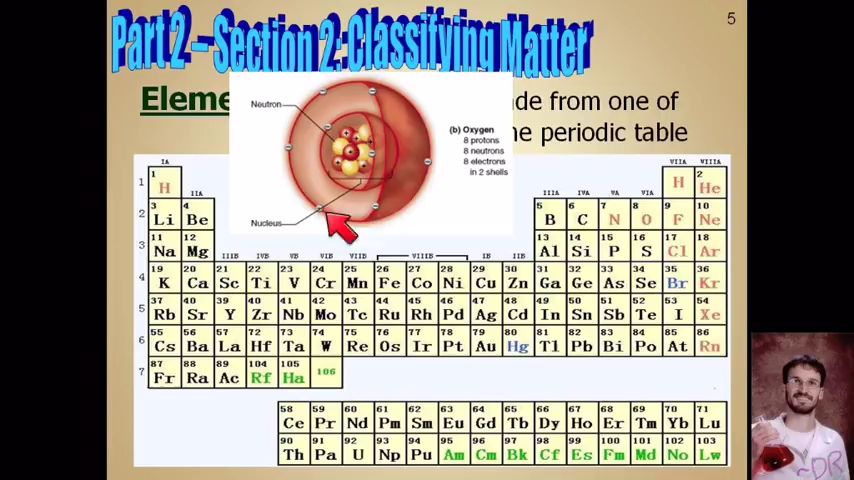 5
Part 2 – Section 2: Classifying Matter
Eleme
de from one of
e periodic table
Neutron
Nucleus
(b) Oxygen
8 protons
8 neutrons
8 electrons
in 2 shells
IA IIA IIIB IVB VB VIB VIIB VIIIB IB IIB IIIA IVA VA VIA VIIA VIIIA
1 1 H H 2 He
2 3 Li 4 Be 5 B 6 C 7 N 8 O 9 F 10 Ne
3 11 Na 12 Mg 13 Al 14 Si 15 P 16 S 17 Cl 18 Ar
4 19 K 20 Ca 21 Sc 22 Ti 23 V 24 Cr 25 Mn 26 Fe 27 Co 28 Ni 29 Cu 30 Zn 31 Ga 32 Ge 33 As 34 Se 35 Br 36 Kr
5 37 Rb 38 Sr 39 Y 40 Zr 41 Nb 42 Mo 43 Tc 44 Ru 45 Rh 46 Pd 47 Ag 48 Cd 49 In 50 Sn 51 Sb 52 Te 53 I 54 Xe
6 55 Cs 56 Ba 57 La 72 Hf 73 Ta 74 W 75 Re 76 Os 77 Ir 78 Pt 79 Au 80 Hg 81 Tl 82 Pb 83 Bi 84 Po 85 At 86 Rn
7 87 Fr 88 Ra 89 Ac 104 Rf 105 Ha 106
58 Ce 59 Pr 60 Nd 61 Pm 62 Sm 63 Eu 64 Gd 65 Tb 66 Dy 67 Ho 68 Er 69 Tm 70 Yb 71 Lu
90 Th 91 Pa 92 U 93 Np 94 Pu 95 Am 96 Cm 97 Bk 98 Cf 99 Es 100 Fm 101 Md 102 No 103 Lw
~DR